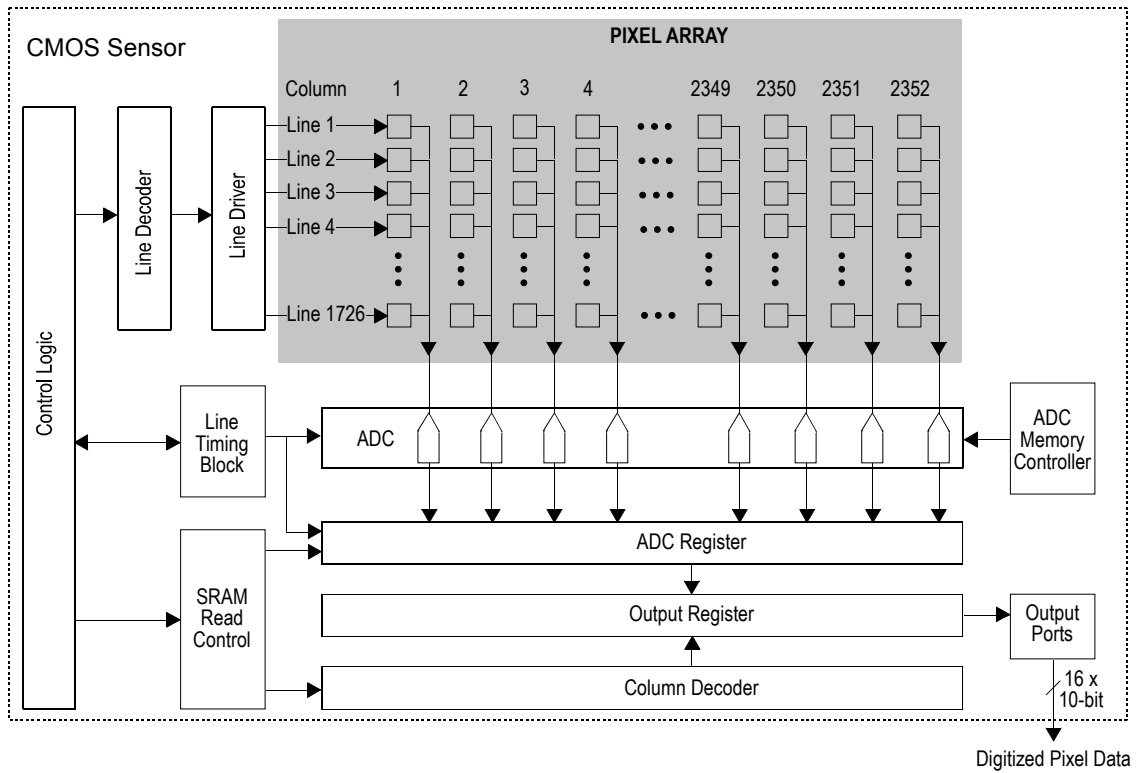 CMOS Sensor
PIXEL ARRAY
Column 1 2 3 4 2349 2350 2351 2352
Line 1
Line 2
Line 3
Line 4
Line 1726
Control Logic
Line Decoder
Line Driver
Line
Timing
Block
ADC
ADC
Memory
Controller
ADC Register
SRAM
Read
Control
Output Register
Output
Ports
Column Decoder
16 x
10-bit
Digitized Pixel Data